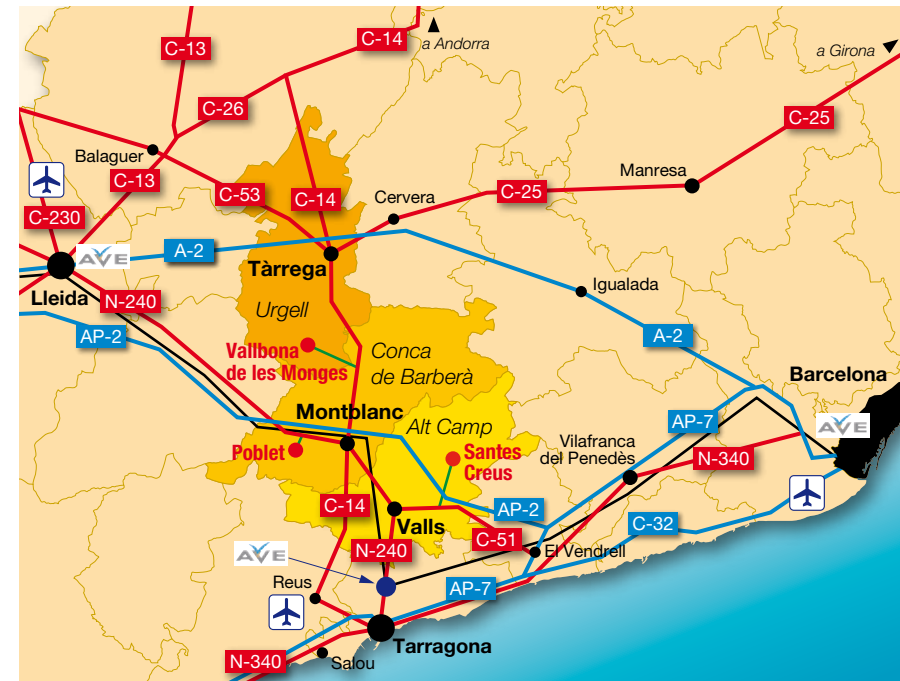 C-13
C-14
a Andorra
a Girona
C-26
C-25
Balaguer
C-13
Manresa
C-53
C-14
Cervera
C-25
C-230
AVE
A-2
Tàrrega
Lleida
N-240
Urgell
Igualada
AP-2
A-2
Vallbona
de les Monges
Conca
de Barberà
Barcelona
Montblanc
Alt Camp
AP-7
AVE
Poblet
Santes
Creus
Vilafranca
del Penedès
N-340
C-14
Valls
AP-2
C-32
C-51
N-240
El Vendrell
AVE
Reus
AP-7
Tarragona
N-340
Salou